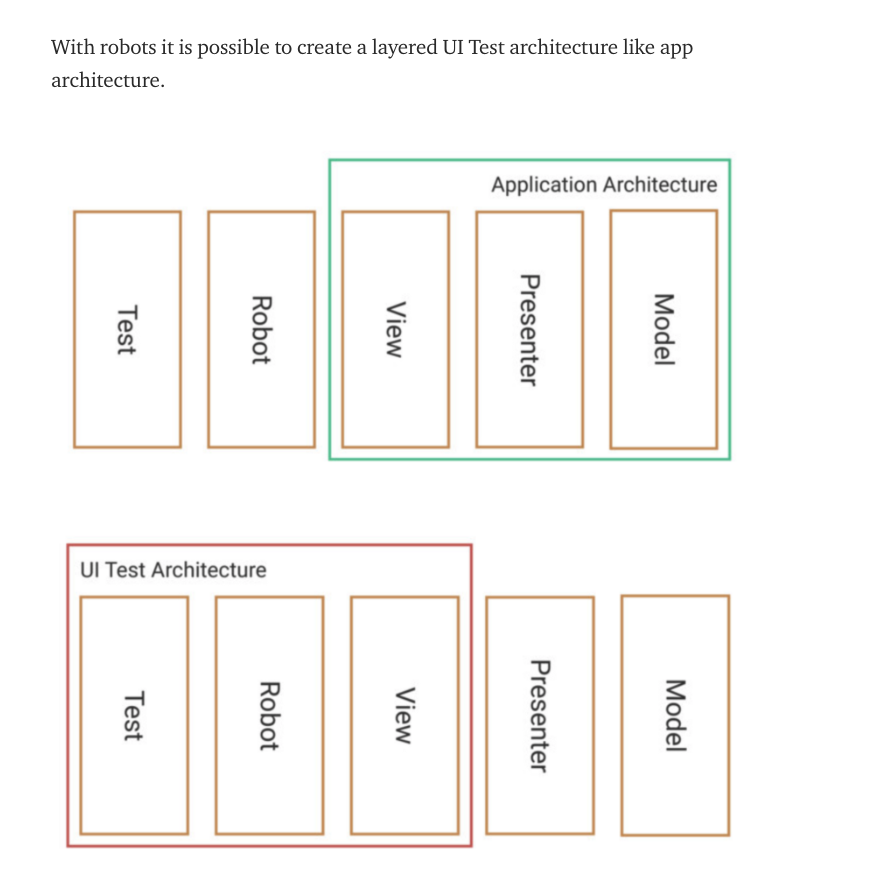 With robots it is possible to create a layered UI Test architecture like app
architecture.
Application Architecture
Test
Robot
View
Presenter
Model
UI Test Architecture
Test
Robot
View
Presenter
Model